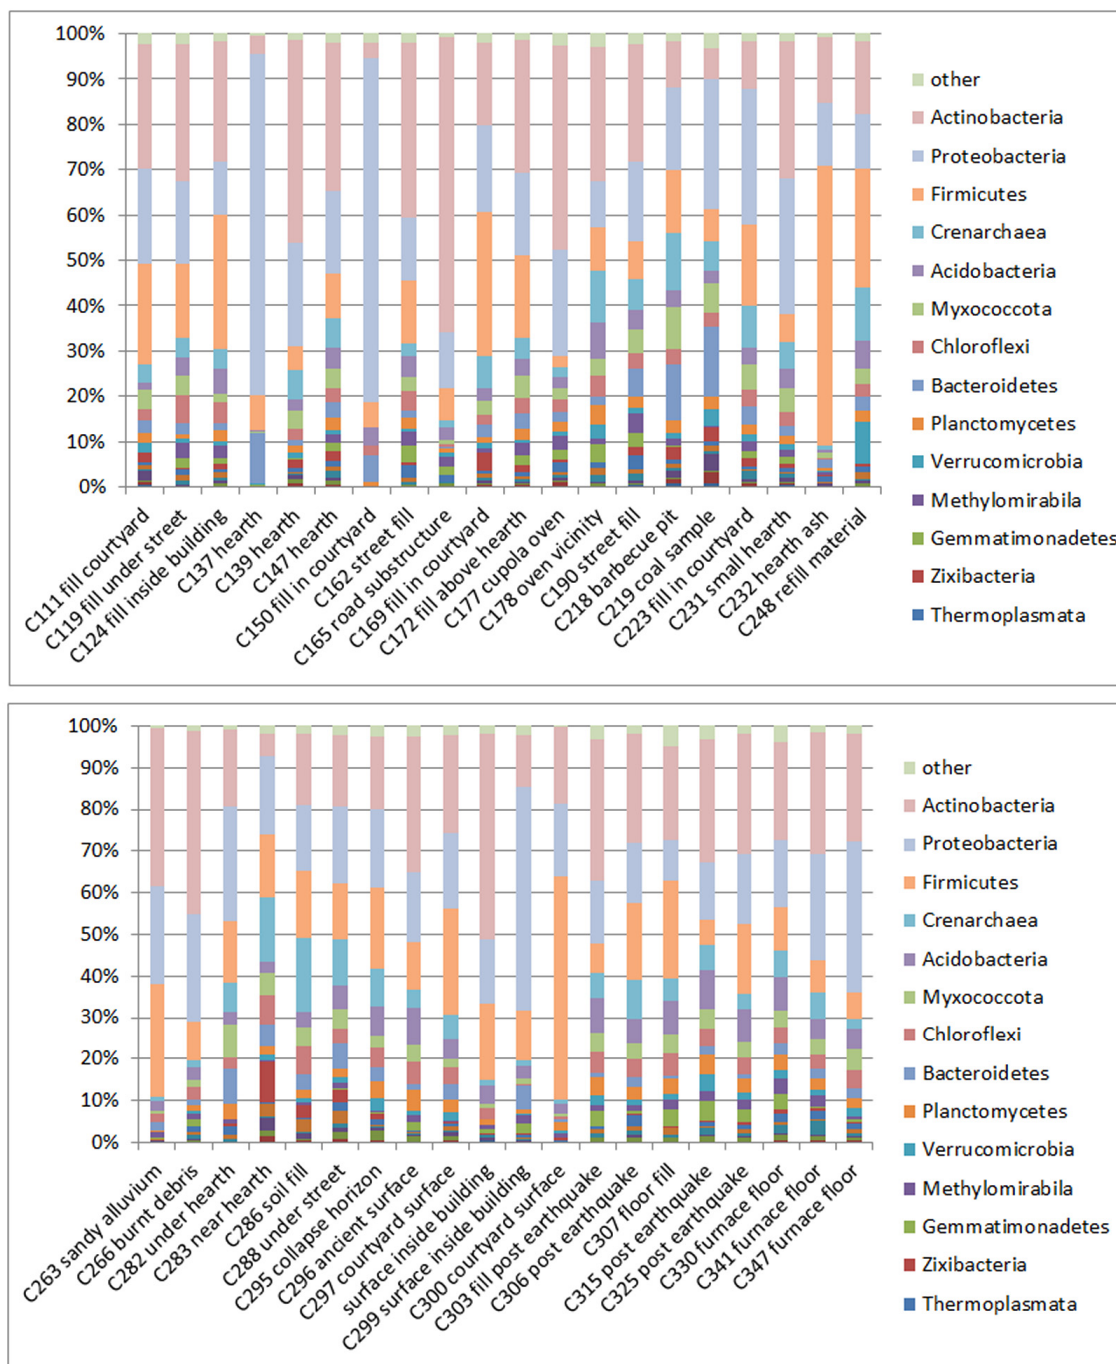 100%
90%
80%
70%
60%
50%
40%
30%
20%
10%
0%
other
Actinobacteria
Proteobacteria
Firmicutes
Crenarchaea
Acidobacteria
Myxococcota
Chloroflexi
Bacteroidetes
Planctomycetes
Verrucomicrobia
Methylomirabila
Gemmatimonadetes
Zixibacteria
Thermoplasmata
C111 fill courtyard
C119 fill under street
C124 fill inside building
C137 hearth
C139 hearth
C147 hearth
C150 fill in courtyard
C162 street fill
C165 road substructure
C169 fill in courtyard
C172 fill above hearth
C177 cupola oven
C178 oven vicinity
C190 street fill
C218 barbecue pit
C219 coal sample
C223 fill in courtyard
C231 small hearth
C232 hearth ash
C248 refill material
100%
90%
80%
70%
60%
50%
40%
30%
20%
10%
0%
other
Actinobacteria
Proteobacteria
Firmicutes
Crenarchaea
Acidobacteria
Myxococcota
Chloroflexi
Bacteroidetes
Planctomycetes
Verrucomicrobia
Methylomirabila
Gemmatimonadetes
Zixibacteria
Thermoplasmata
C263 sandy alluvium
C266 burnt debris
C282 under hearth
C283 near hearth
C286 soil fill
C288 under street
C295 collapse horizon
C296 ancient surface
C297 courtyard surface
surface inside building
C299 surface inside building
C300 courtyard surface
C303 fill post earthquake
C306 post earthquake
C307 floor fill
C315 post earthquake
C325 post earthquake
C330 furnace floor
C341 furnace floor
C347 furnace floor